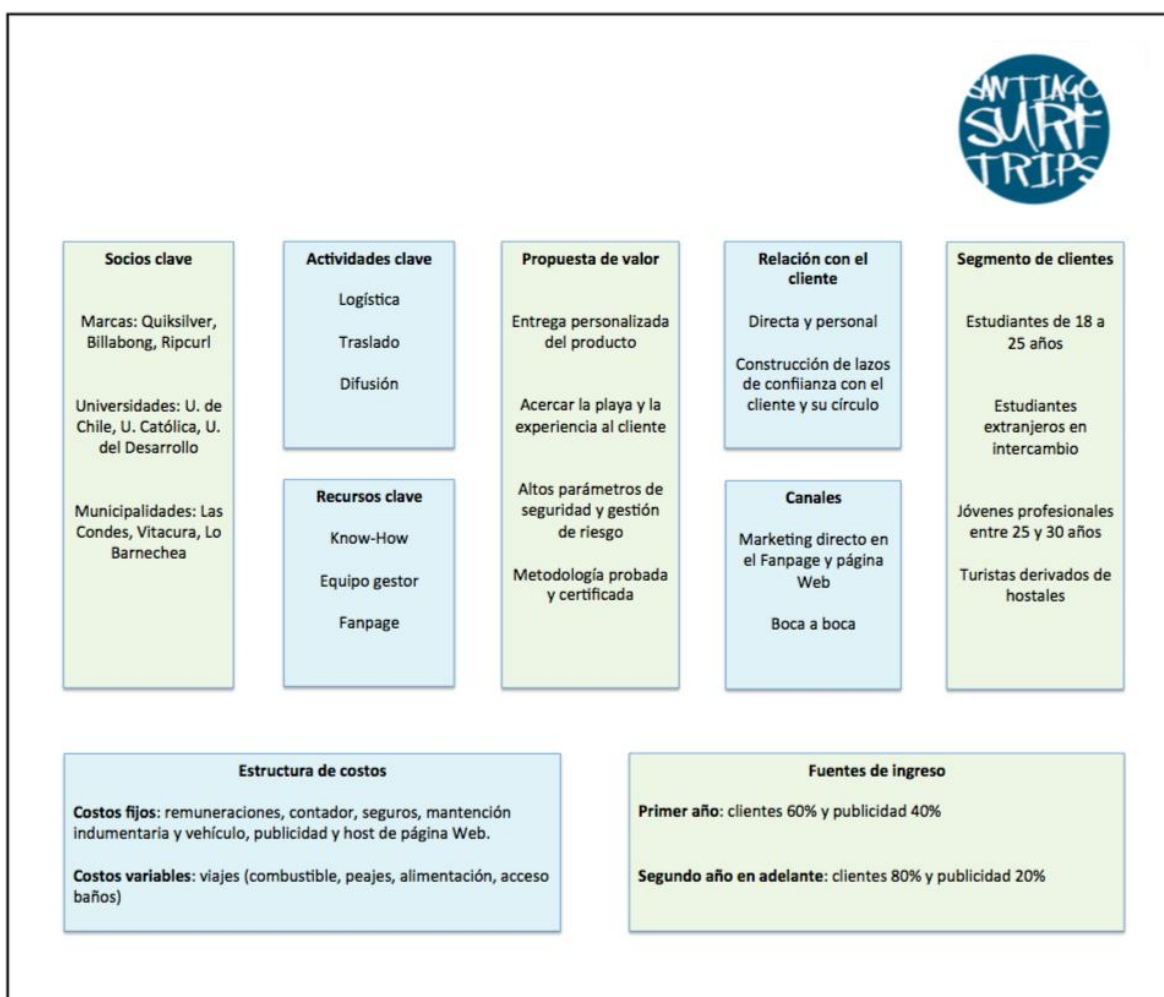 SANTIAGO
SURF
TRIPS
Socios clave
Marcas: Quiksilver,
Billabong, Ripcurl
Universidades: U. de
Chile, U. Católica, U.
del Desarrollo
Municipalidades: Las
Condes, Vitacura, Lo
Barnechea
Actividades clave
Logística
Traslado
Difusión
Recursos clave
Know-How
Equipo gestor
Fanpage
Propuesta de valor
Entrega personalizada
del producto
Acercar la playa y la
experiencia al cliente
Altos parámetros de
seguridad y gestión
de riesgo
Metodología probada
y certificada
Relación con el
cliente
Directa y personal
Construcción de lazos
de confiianza con el
cliente y su círculo
Canales
Marketing directo en
el Fanpage y página
Web
Boca a boca
Segmento de clientes
Estudiantes de 18 a
25 años
Estudiantes
extranjeros en
intercambio
Jóvenes profesionales
entre 25 y 30 años
Turistas derivados de
hostales
Estructura de costos
Costos fijos: remuneraciones, contador, seguros, mantención
indumentaria y vehículo, publicidad y host de página Web.
Costos variables: viajes (combustible, peajes, alimentación, acceso
baños)
Fuentes de ingreso
Primer año: clientes 60% y publicidad 40%
Segundo año en adelante: clientes 80% y publicidad 20%